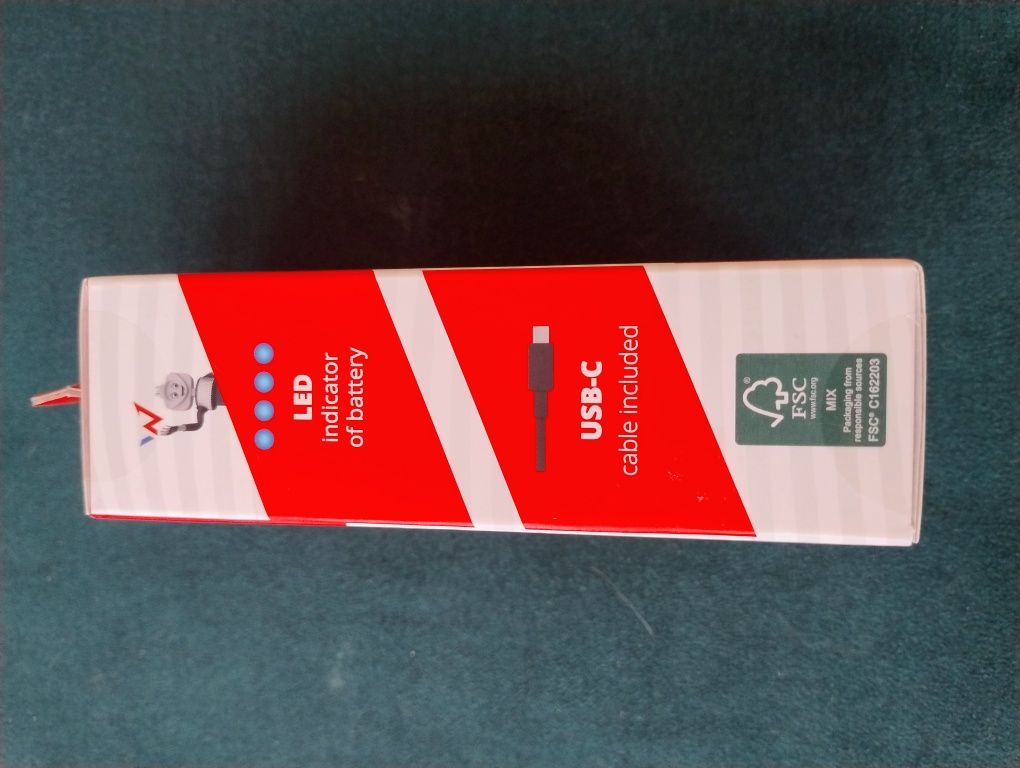 LED
indicator
of battery
USB-C
cable included
®
FSC
www.fsc.org
MIX
Packaging from
responsible sources
FSC® C162203